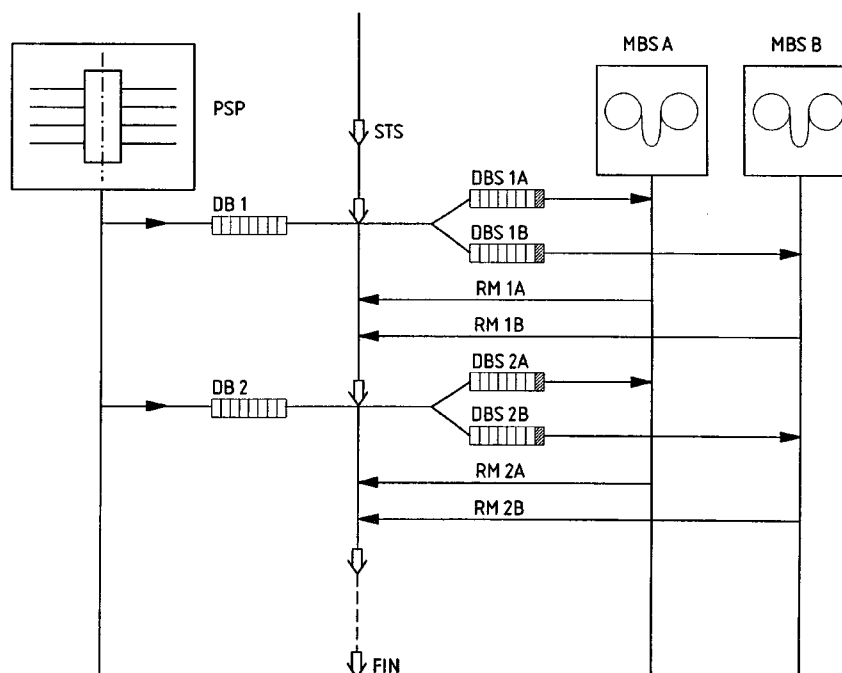 MBS A
MBS B
PSP
STS
DBS 1A
DB 1
DBS 1B
RM 1A
RM 1B
DBS 2A
DB 2
DBS 2B
RM 2A
RM 2B
FIN